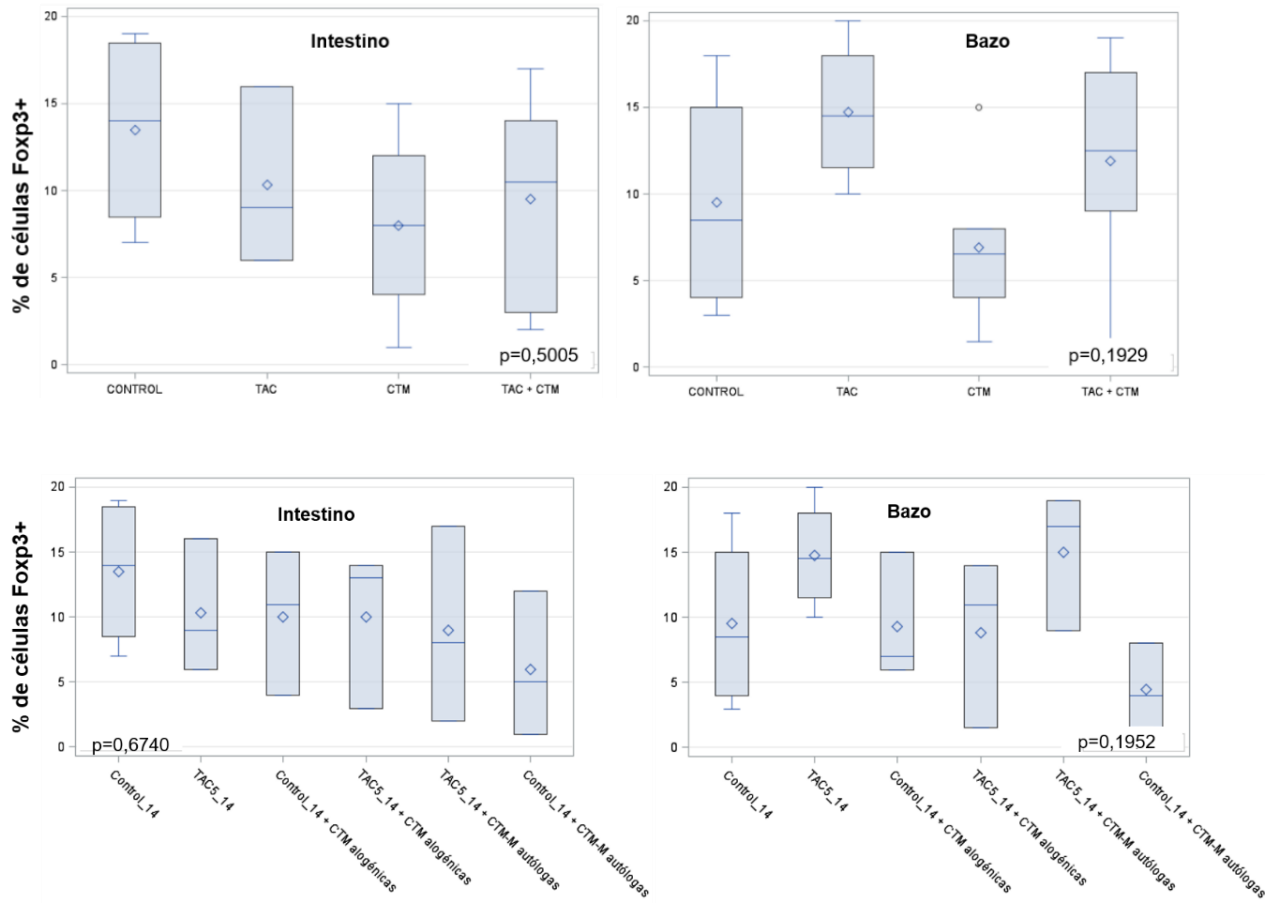 Intestino
% de células Foxp3+
20
15
10
5
0
p=0,5005
CONTROL
TAC
CTM
TAC + CTM
Bazo
20
15
10
5
0
p=0,1929
CONTROL
TAC
CTM
TAC + CTM
Intestino
% de células Foxp3+
20
15
10
5
0
p=0,6740
Control_14
TAC5_14
Control_14 + CTM alogénicas
TAC5_14 + CTM alogénicas
TAC5_14 + CTM-M autólogas
Control_14 + CTM-M autólogas
Bazo
20
15
10
5
0
p=0,1952
Control_14
TAC5_14
Control_14 + CTM alogénicas
TAC5_14 + CTM alogénicas
TAC5_14 + CTM-M autólogas
Control_14 + CTM-M autólogas